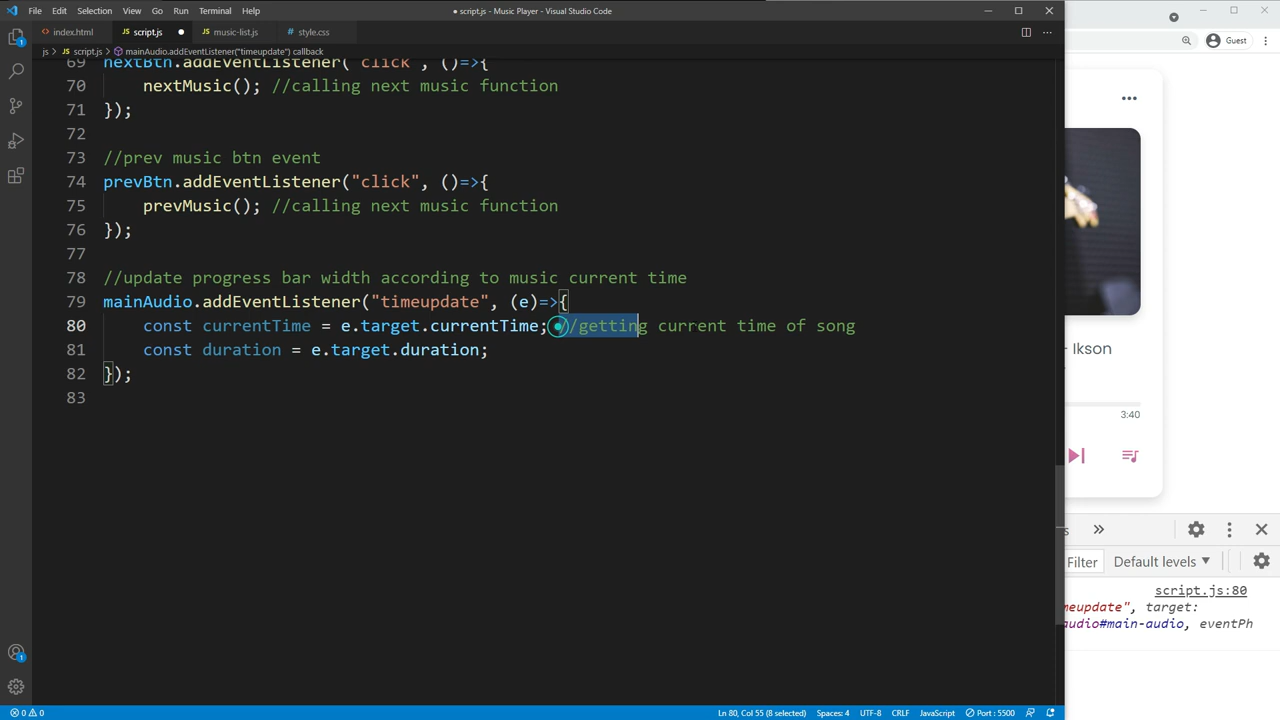 File Edit Selection View Go Run Terminal Help
● script.js - Music Player - Visual Studio Code
index.html script.js music-list.js style.css
js > script.js > mainAudio.addEventListener("timeupdate") callback
69 nextBtn.addEventListener("click", ()=>{
70 nextMusic(); //calling next music function
71 });
72
73 //prev music btn event
74 prevBtn.addEventListener("click", ()=>{
75 prevMusic(); //calling next music function
76 });
77
78 //update progress bar width according to music current time
79 mainAudio.addEventListener("timeupdate", (e)=>{
80 const currentTime = e.target.currentTime; //getting current time of song
81 const duration = e.target.duration;
82 });
83
Guest
- Ikson
3:40
Filter Default levels ▼
script.js:80
meupdate", target:
audio#main-audio, eventPh
1
1
0 0
Ln 80, Col 55 (8 selected) Spaces: 4 UTF-8 CRLF JavaScript Port : 5500